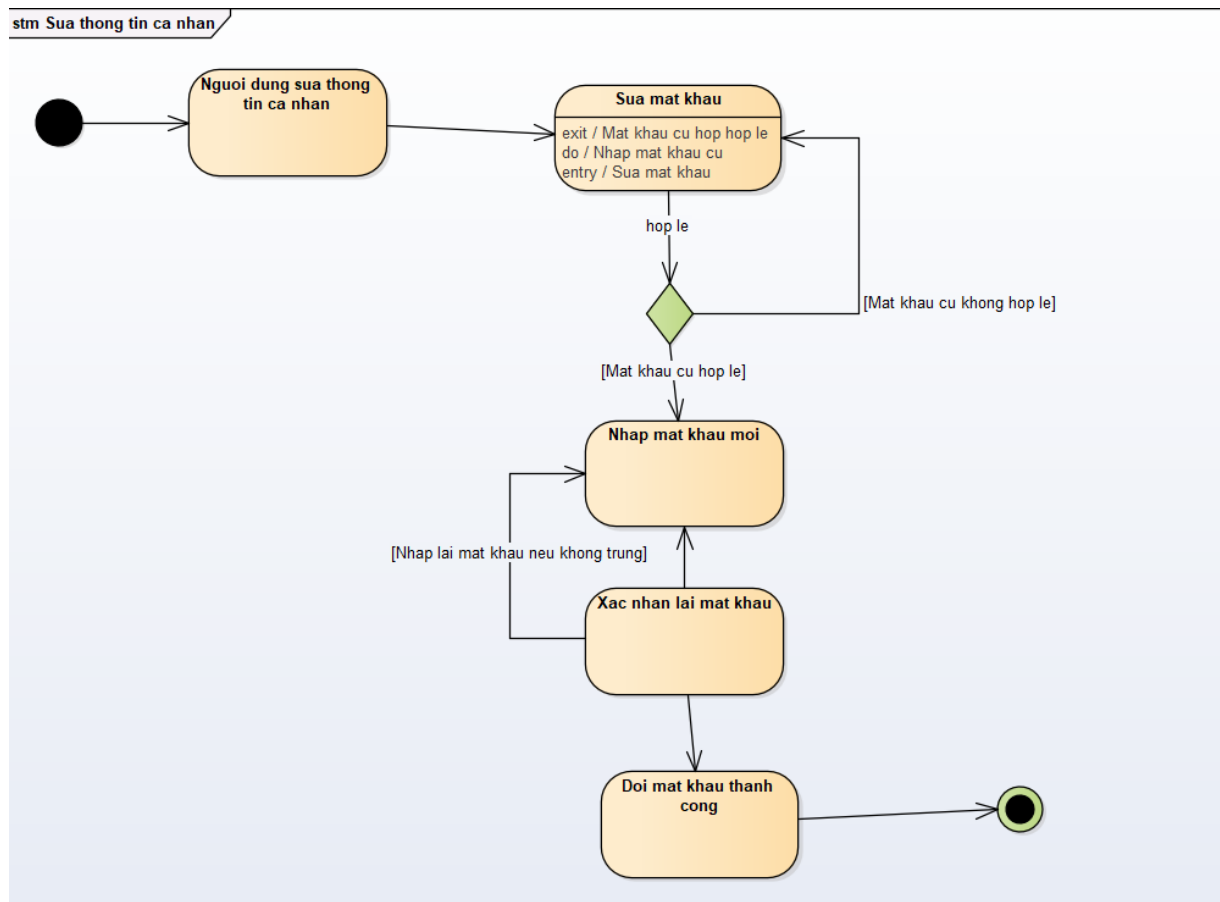 stm Sua thong tin ca nhan
Nguoi dung sua thong
tin ca nhan
Sua mat khau
exit / Mat khau cu hop hop le
do / Nhap mat khau cu
entry / Sua mat khau
hop le
[Mat khau cu khong hop le]
[Mat khau cu hop le]
Nhap mat khau moi
[Nhap lai mat khau neu khong trung]
Xac nhan lai mat khau
Doi mat khau thanh
cong